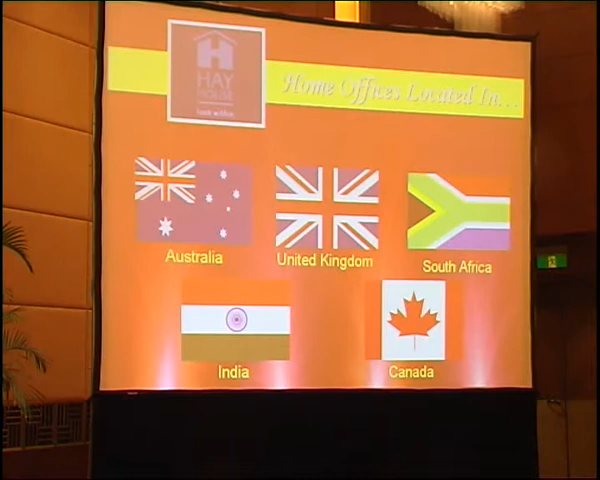 HAY
HOUSE
Home Offices Located In...
Australia
United Kingdom
South Africa
India
Canada